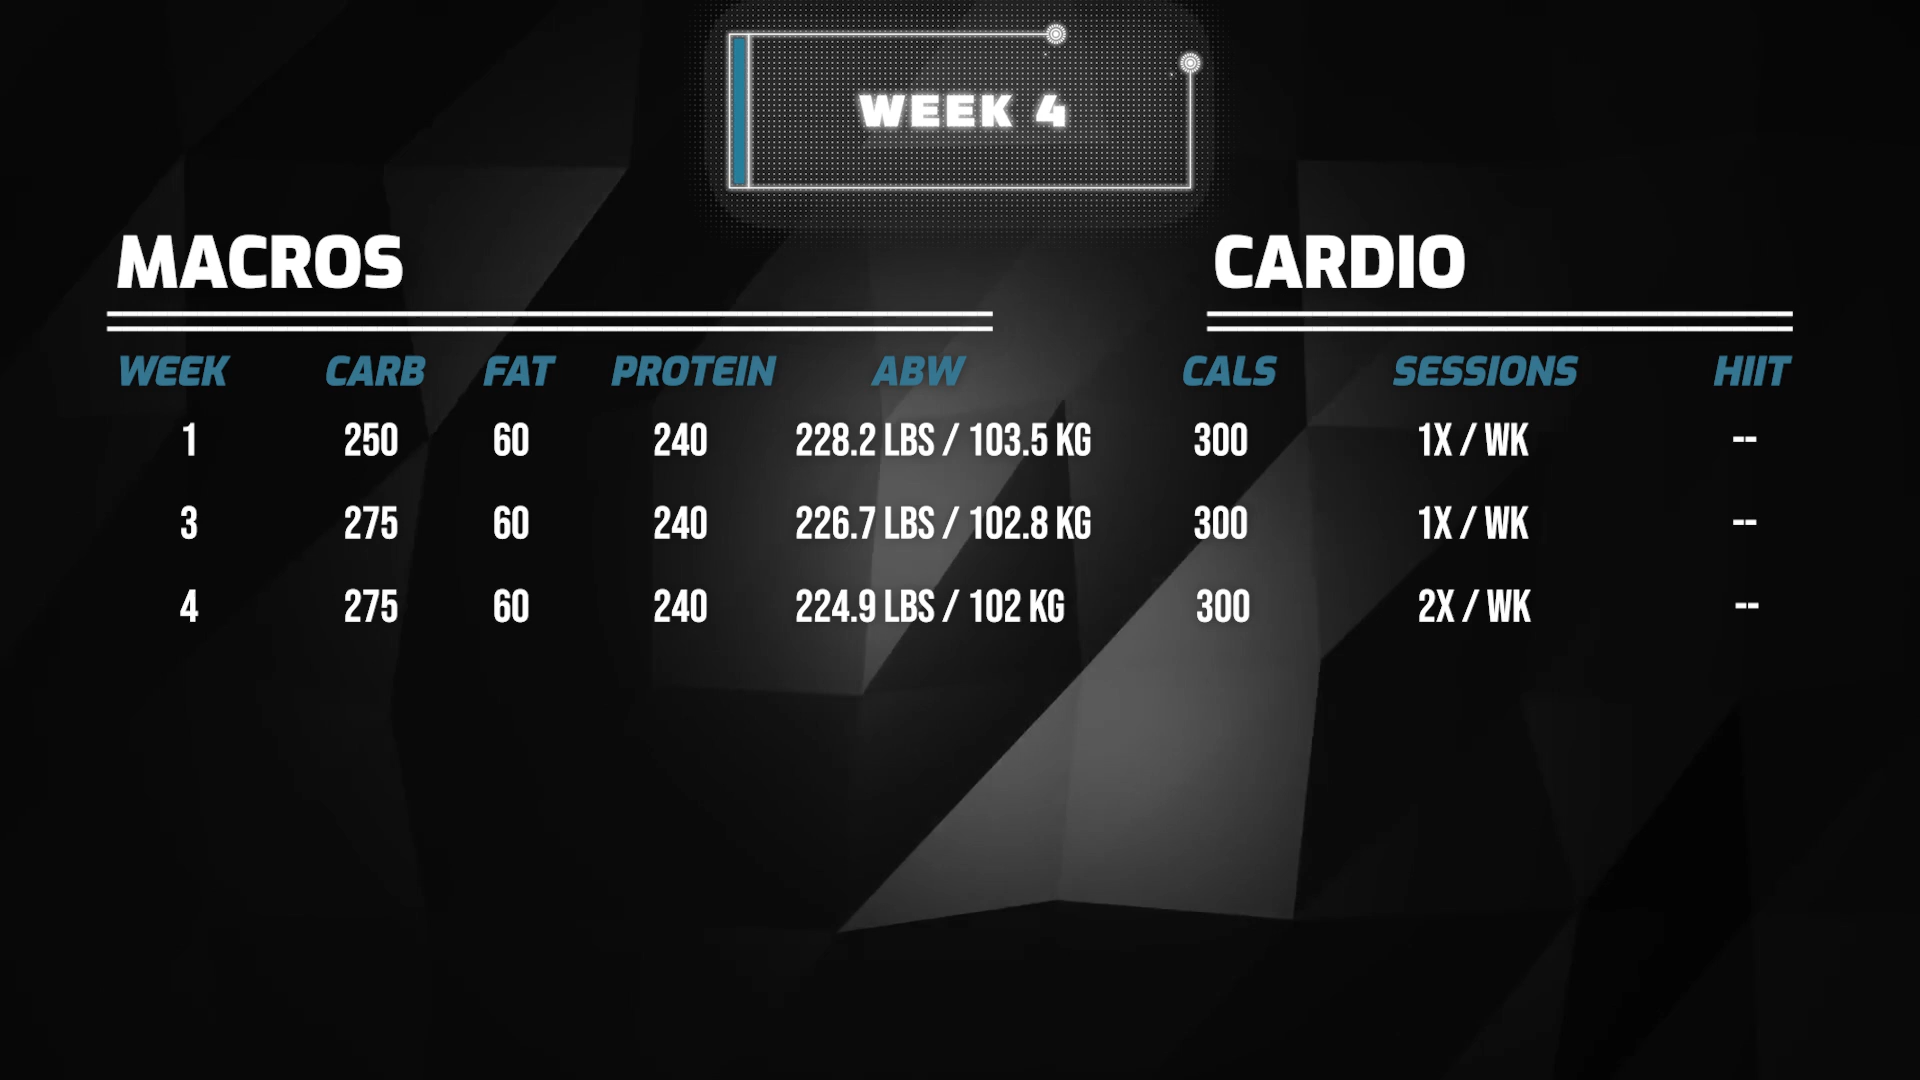 WEEK 4
MACROS CARDIO
WEEK CARB FAT PROTEIN ABW CALS SESSIONS HIIT
1 250 60 240 228.2 LBS / 103.5 KG 300 1X / WK --
3 275 60 240 226.7 LBS / 102.8 KG 300 1X / WK --
4 275 60 240 224.9 LBS / 102 KG 300 2X / WK --